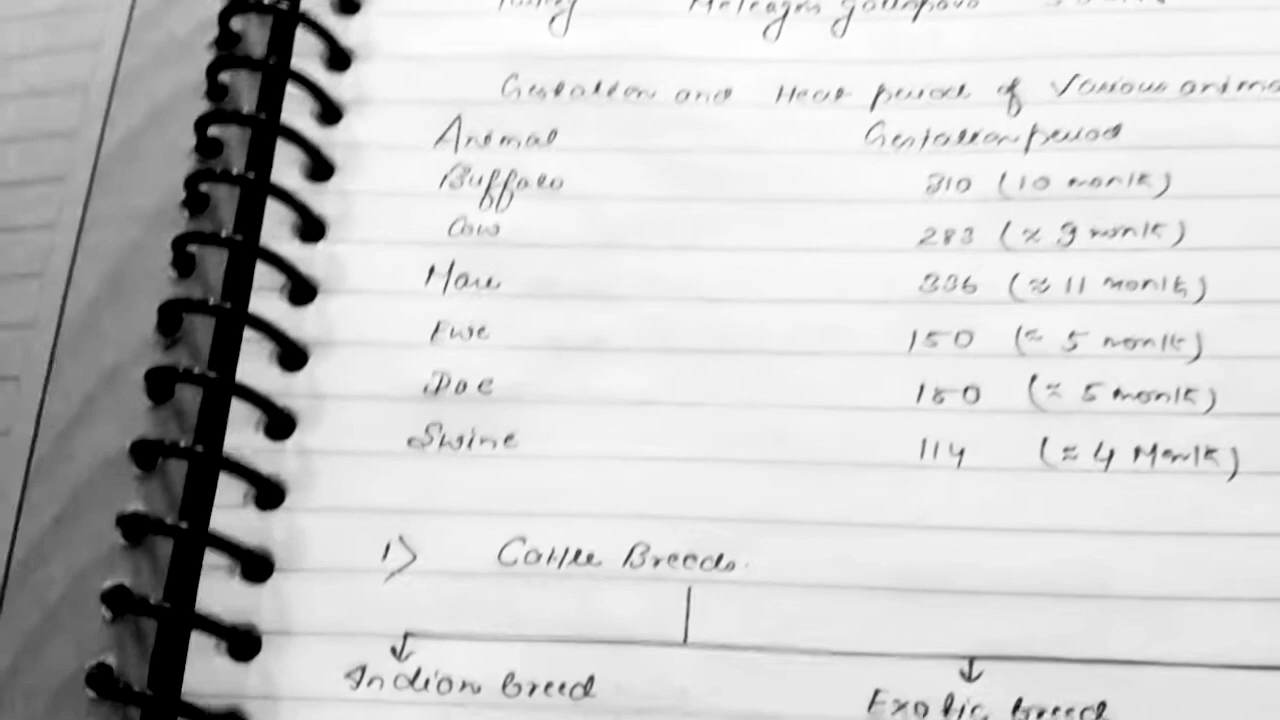 Turkey Meleagris gallopavo
Gestation and Heat period of Various anima
Animal Gestation period
Buffalo 310 (10 month)
Cow 283 (≈ 9 month)
Mare 336 (≈ 11 month)
Ewe 150 (≈ 5 month)
Doe 150 (≈ 5 month)
Swine 114 (≈ 4 Month)
1) Cattle Breeds.
Indian breed Exotic breed